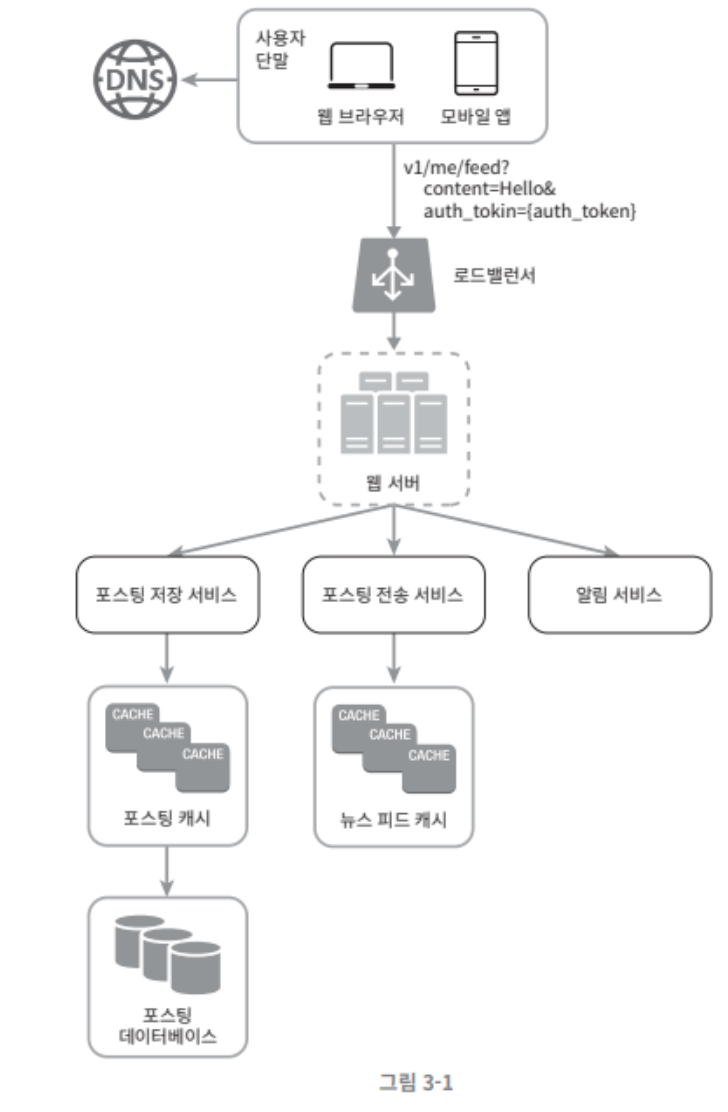 사용자
단말
DNS
웹 브라우저
모바일 앱
v1/me/feed?
content=Hello&
auth_tokin={auth_token}
로드밸런서
웹 서버
포스팅 저장 서비스
포스팅 전송 서비스
알림 서비스
CACHE
CACHE
CACHE
포스팅 캐시
CACHE
CACHE
CACHE
뉴스 피드 캐시
포스팅
데이터베이스
그림 3-1